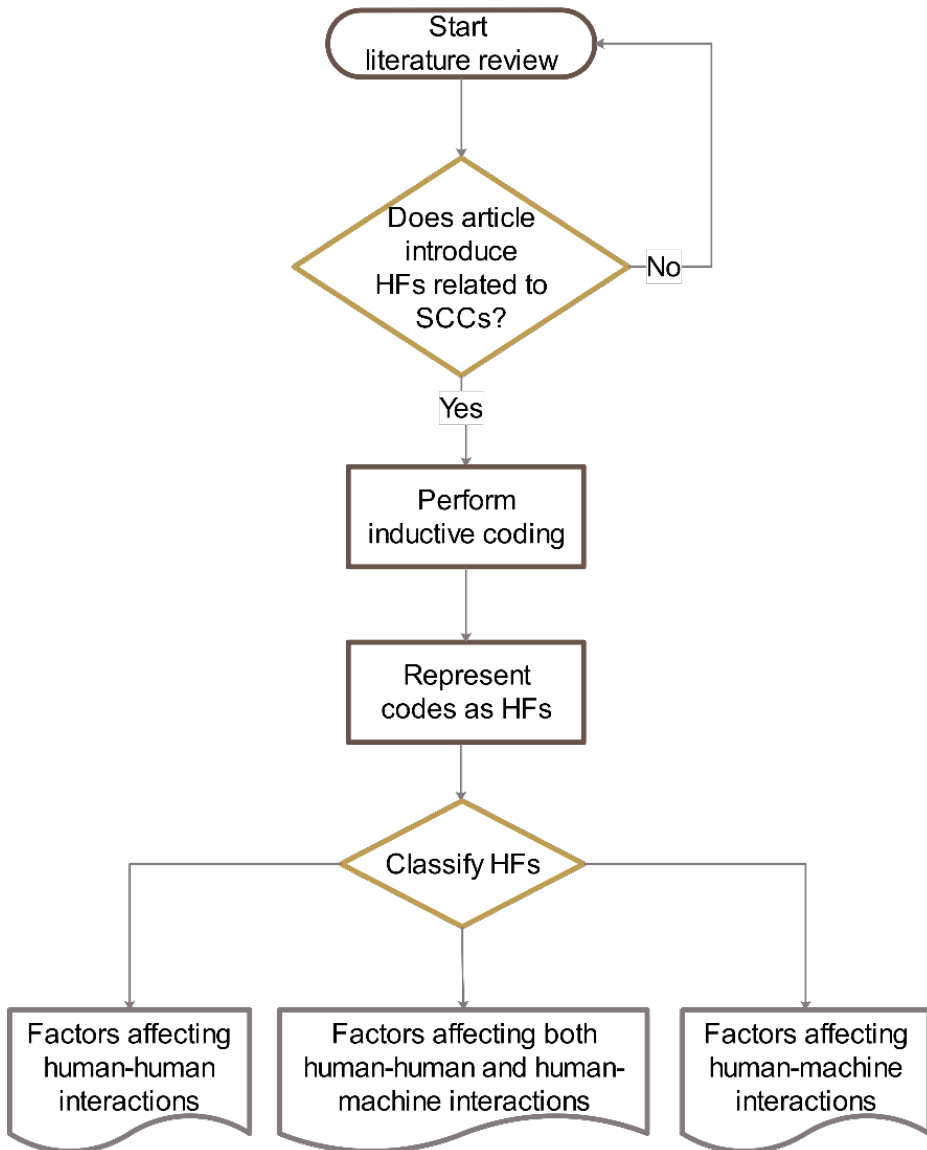 Start
literature review
Does article
introduce
HFs related to
SCCs?
No
Yes
Perform
inductive coding
Represent
codes as HFs
Classify HFs
Factors affecting
human-human
interactions
Factors affecting both
human-human and human-
machine interactions
Factors affecting
human-machine
interactions